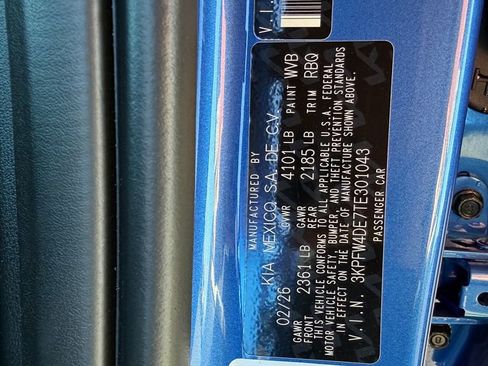 V.I.N.
MANUFACTURED BY
KIA MEXICO, S.A. DE C.V.
02/26 GVWR 4101 LB PAINT WVB
GAWR FRONT 2361 LB GAWR REAR 2185 LB TRIM RBQ
THIS VEHICLE CONFORMS TO ALL APPLICABLE U.S.A. FEDERAL
MOTOR VEHICLE SAFETY, BUMPER, AND THEFT PREVENTION STANDARDS
IN EFFECT ON THE DATE OF MANUFACTURE SHOWN ABOVE.
V.I.N. 3KPFW4DE7TE301043
PASSENGER CAR